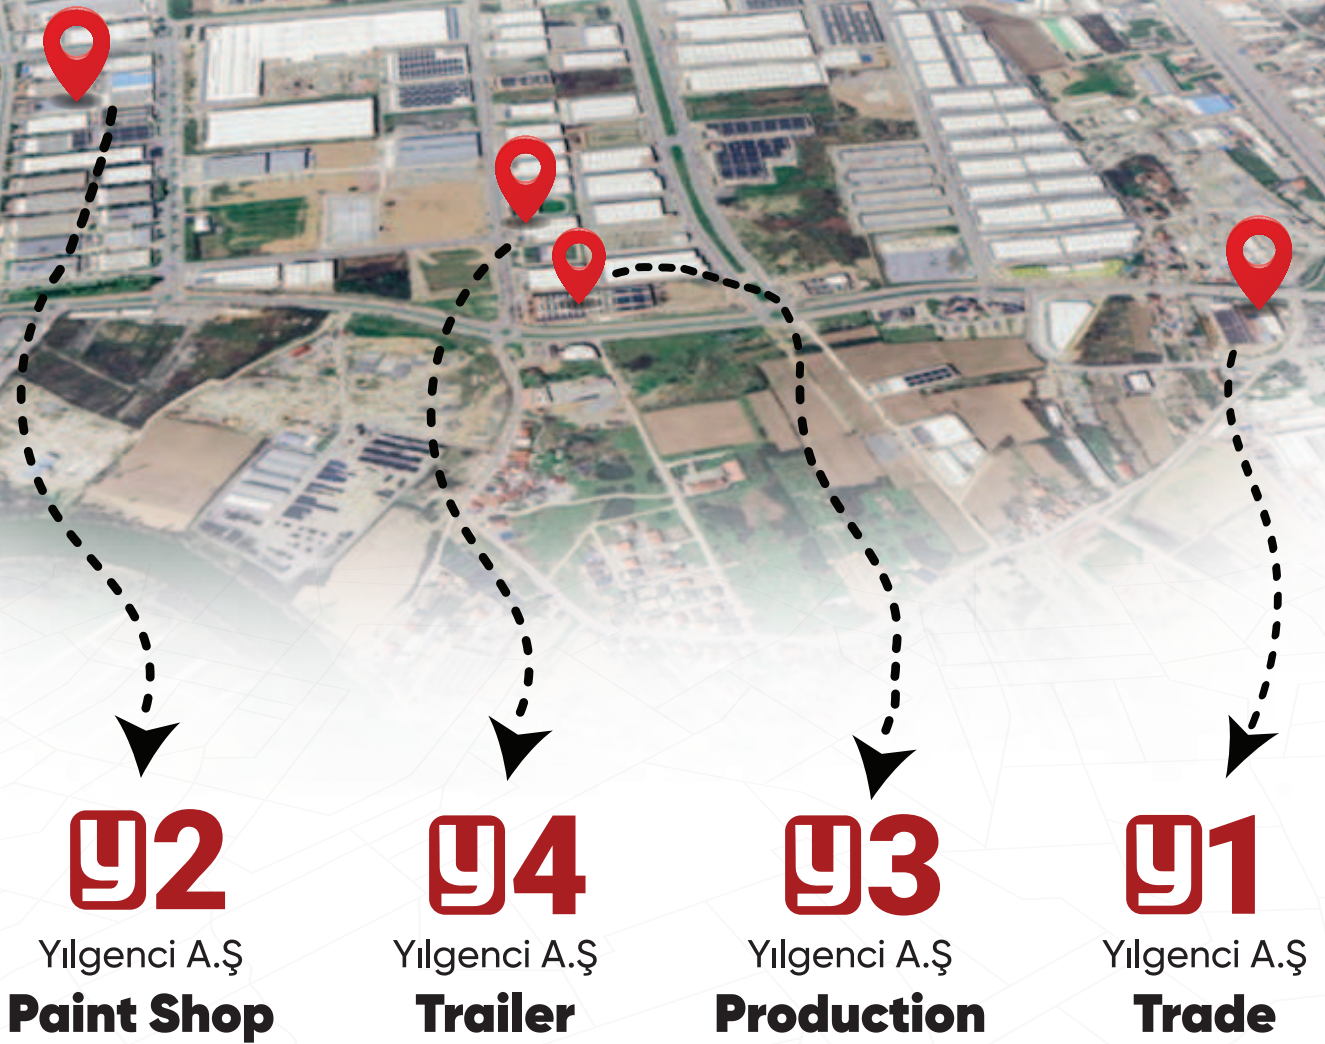 y2
Yılgenci A.Ş
Paint Shop
y4
Yılgenci A.Ş
Trailer
y3
Yılgenci A.Ş
Production
y1
Yılgenci A.Ş
Trade